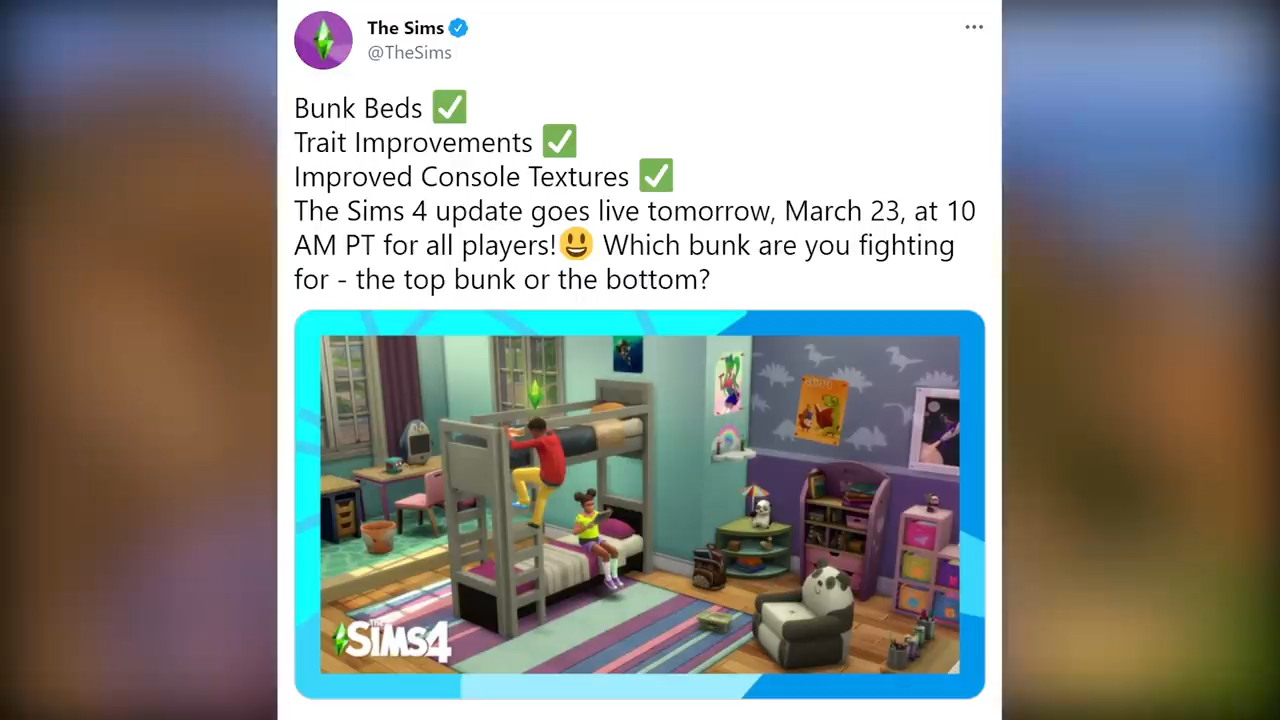 The Sims
@TheSims
Bunk Beds ✅
Trait Improvements ✅
Improved Console Textures ✅
The Sims 4 update goes live tomorrow, March 23, at 10
AM PT for all players!😃 Which bunk are you fighting
for - the top bunk or the bottom?
THE SIMS4